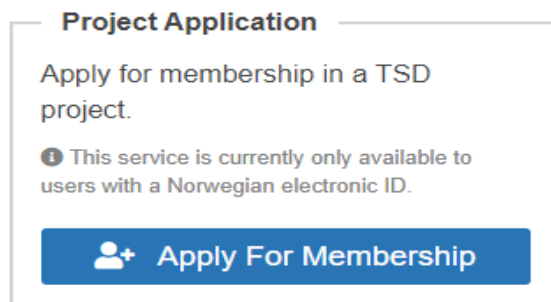 Project Application
Apply for membership in a TSD
project.
This service is currently only available to
users with a Norwegian electronic ID.
Apply For Membership